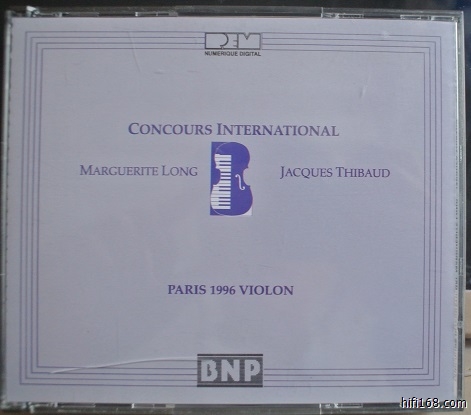 REM
NUMERIQUE DIGITAL
CONCOURS INTERNATIONAL
MARGUERITE LONG JACQUES THIBAUD
PARIS 1996 VIOLON
BNP
hifi168.com